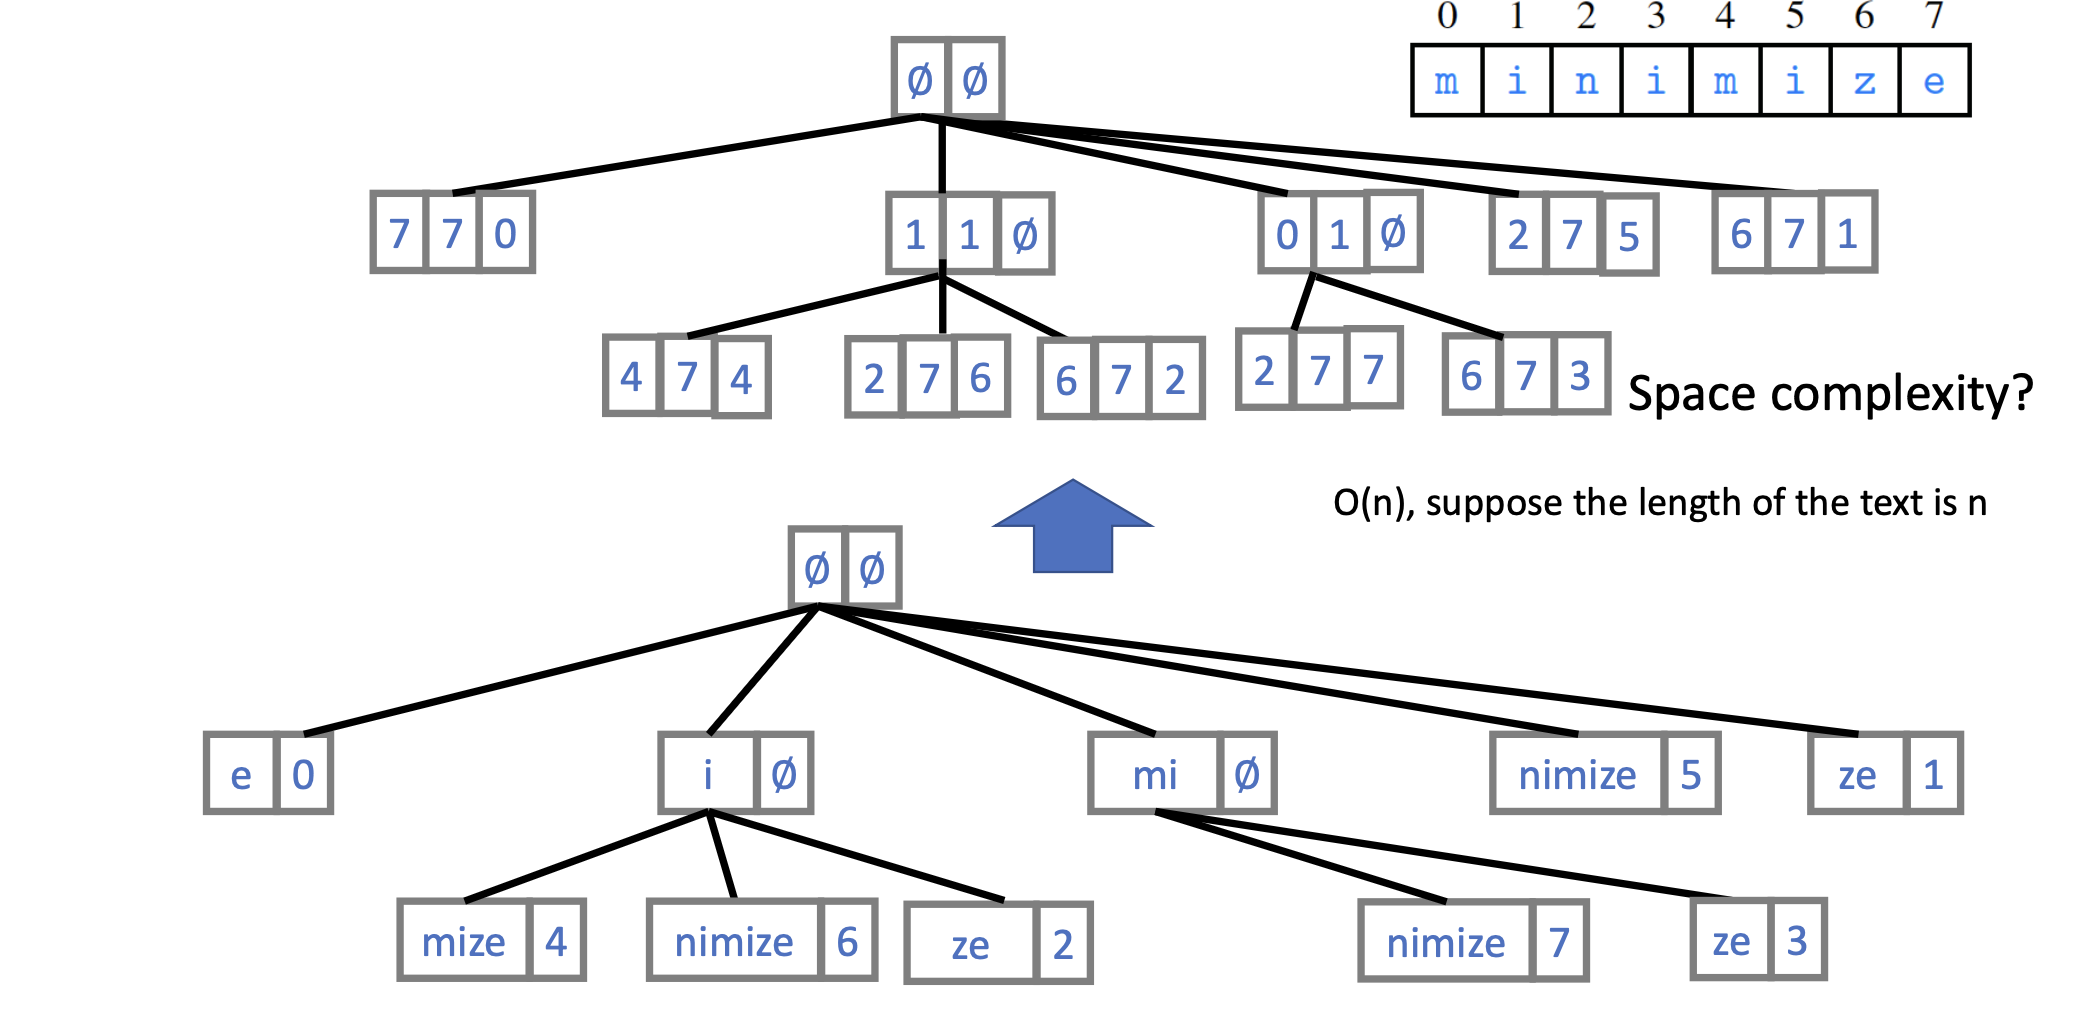 0 1 2 3 4 5 6 7
m i n i m i z e
Ø Ø
7 7 0 1 1 Ø 0 1 Ø 2 7 5 6 7 1
4 7 4 2 7 6 6 7 2 2 7 7 6 7 3
Space complexity?
O(n), suppose the length of the text is n
Ø Ø
e 0 i Ø mi Ø nimize 5 ze 1
mize 4 nimize 6 ze 2 nimize 7 ze 3